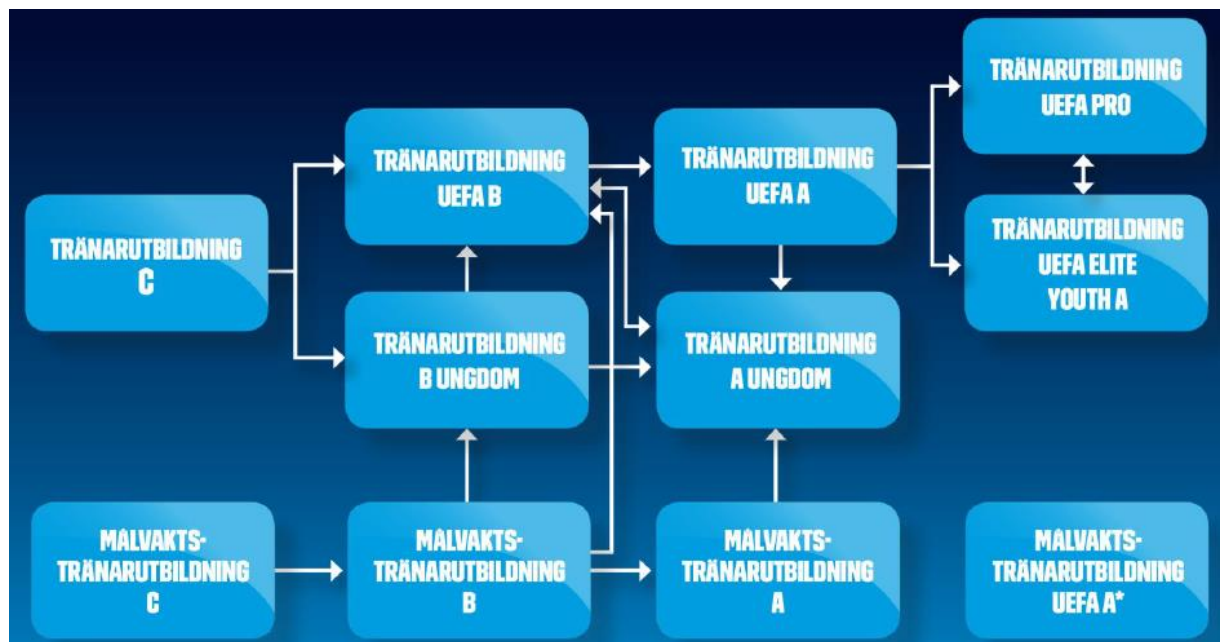 TRÄNARUTBILDNING
UEFA PRO
TRÄNARUTBILDNING
UEFA B
TRÄNARUTBILDNING
UEFA A
TRÄNARUTBILDNING
C
TRÄNARUTBILDNING
UEFA ELITE
YOUTH A
TRÄNARUTBILDNING
B UNGDOM
TRÄNARUTBILDNING
A UNGDOM
MÅLVAKTS-
TRÄNARUTBILDNING
C
MÅLVAKTS-
TRÄNARUTBILDNING
B
MÅLVAKTS-
TRÄNARUTBILDNING
A
MÅLVAKTS-
TRÄNARUTBILDNING
UEFA A*